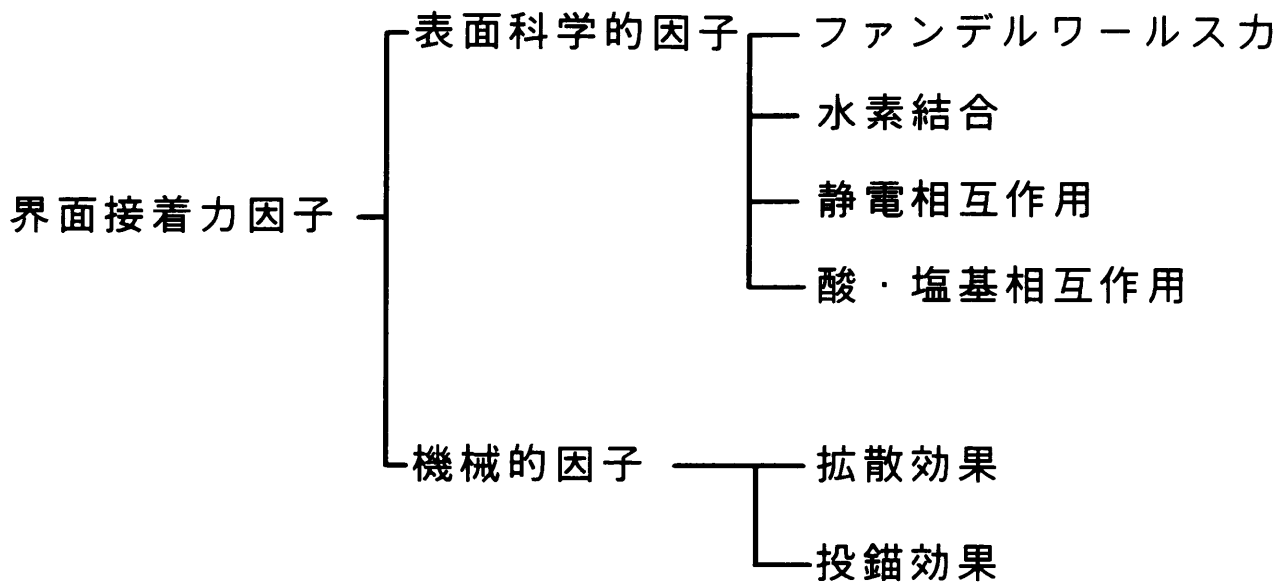 表面科学的因子
ファンデルワールス力
水素結合
静電相互作用
酸・塩基相互作用
界面接着力因子
機械的因子
拡散効果
投錨効果